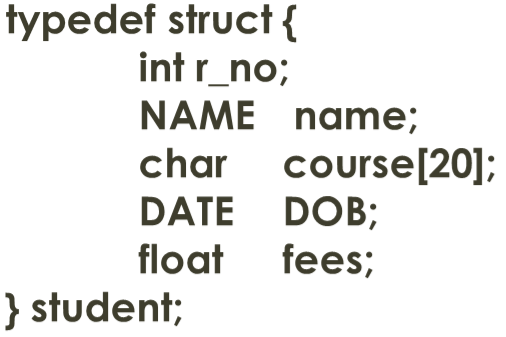 typedef struct {
int r_no;
NAME name;
char course[20];
DATE DOB;
float fees;
} student;